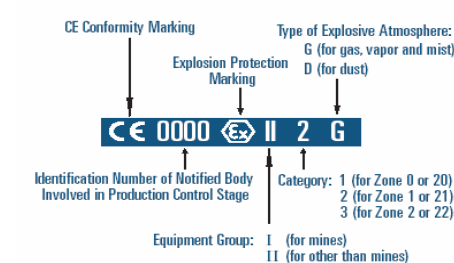 CE Conformity Marking
Type of Explosive Atmosphere:
G (for gas, vapor and mist)
D (for dust)
Explosion Protection
Marking
CE 0000 Ex II 2 G
Identification Number of Notified Body
Involved in Production Control Stage
Category: 1 (for Zone 0 or 20)
2 (for Zone 1 or 21)
3 (for Zone 2 or 22)
Equipment Group: I (for mines)
II (for other than mines)